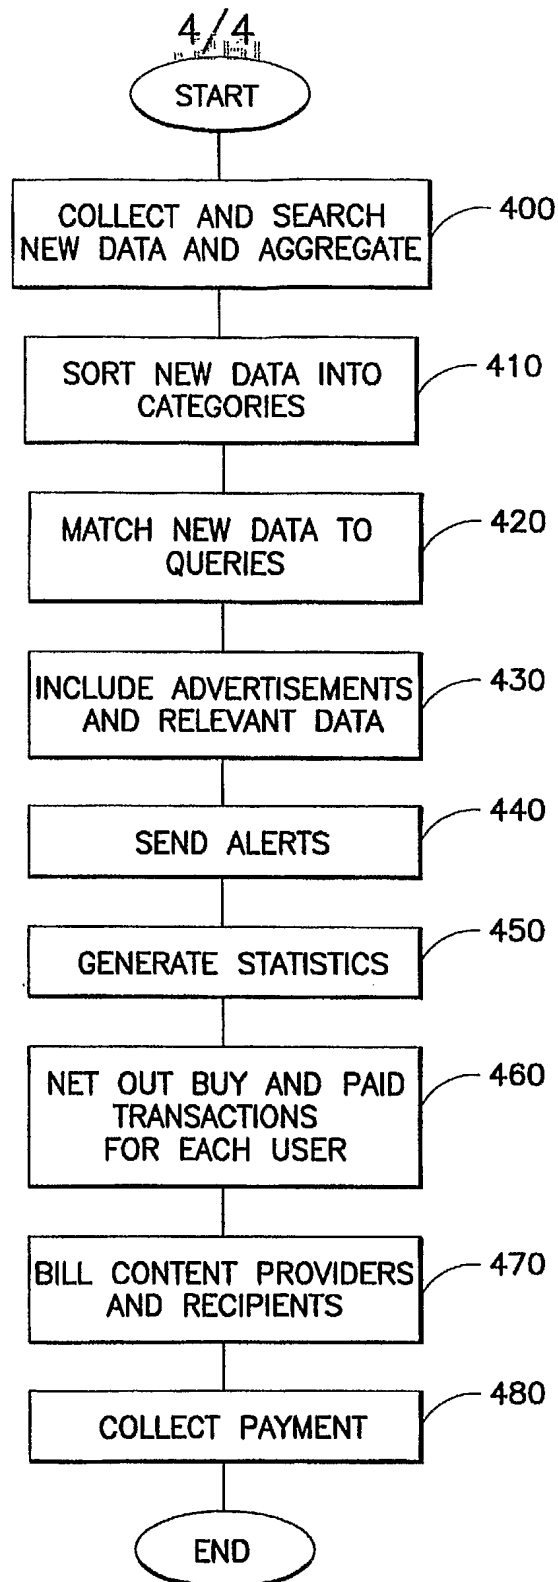 4/4
START
COLLECT AND SEARCH
NEW DATA AND AGGREGATE
400
SORT NEW DATA INTO
CATEGORIES
410
MATCH NEW DATA TO
QUERIES
420
INCLUDE ADVERTISEMENTS
AND RELEVANT DATA
430
SEND ALERTS
440
GENERATE STATISTICS
450
NET OUT BUY AND PAID
TRANSACTIONS
FOR EACH USER
460
BILL CONTENT PROVIDERS
AND RECIPIENTS
470
COLLECT PAYMENT
480
END